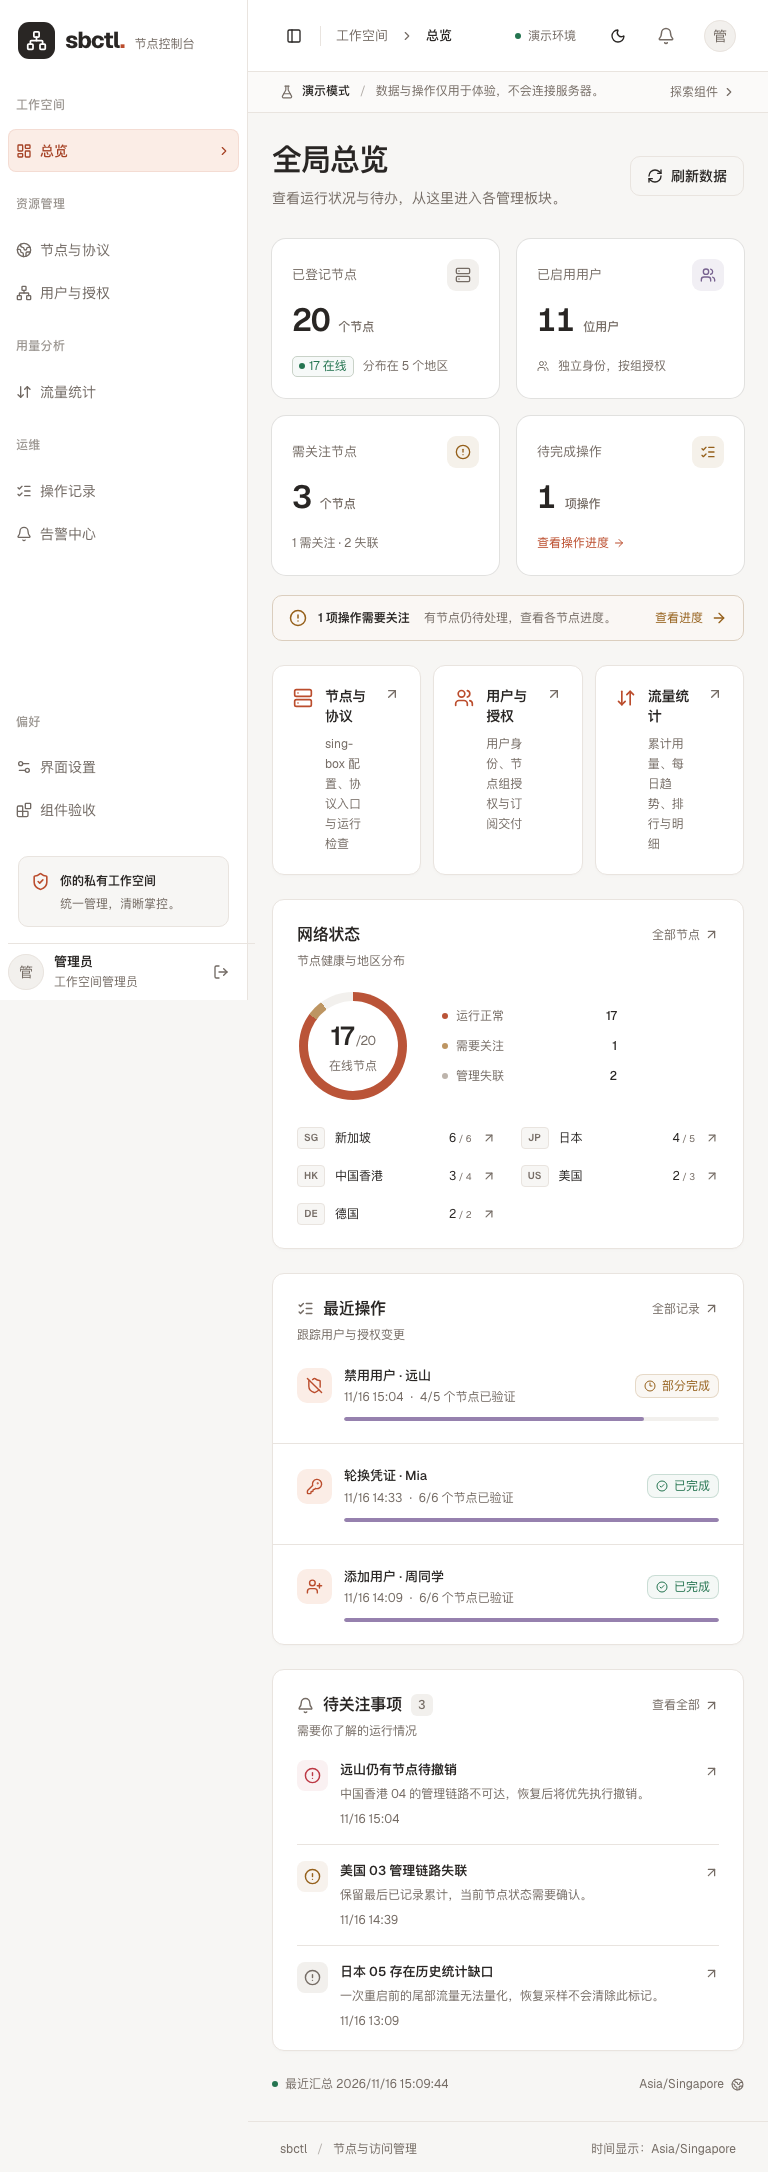 sbctl. 节点控制台
工作空间
总览
资源管理
节点与协议
用户与授权
用量分析
流量统计
运维
操作记录
告警中心
偏好
界面设置
组件验收
你的私有工作空间
统一管理，清晰掌控。
管 管理员
工作空间管理员
工作空间 > 总览
演示环境
管
演示模式 / 数据与操作仅用于体验，不会连接服务器。
探索组件
全局总览
查看运行状况与待办，从这里进入各管理板块。
刷新数据
已登记节点
20 个节点
17 在线 分布在 5 个地区
已启用用户
11 位用户
独立身份，按组授权
需关注节点
3 个节点
1 需关注 · 2 失联
待完成操作
1 项操作
查看操作进度 →
1 项操作需要关注 有节点仍待处理，查看各节点进度。 查看进度 →
节点与
协议
sing-
box 配
置、协
议入口
与运行
检查
用户与
授权
用户身
份、节
点组授
权与订
阅交付
流量统
计
累计用
量、每
日趋
势、排
行与明
细
网络状态
全部节点
节点健康与地区分布
17/20
在线节点
运行正常 17
需要关注 1
管理失联 2
SG 新加坡 6 / 6
JP 日本 4 / 5
HK 中国香港 3 / 4
US 美国 2 / 3
DE 德国 2 / 2
最近操作
全部记录
跟踪用户与授权变更
禁用用户 · 远山
11/16 15:04 · 4/5 个节点已验证
部分完成
轮换凭证 · Mia
11/16 14:33 · 6/6 个节点已验证
已完成
添加用户 · 周同学
11/16 14:09 · 6/6 个节点已验证
已完成
待关注事项 3
查看全部
需要你了解的运行情况
远山仍有节点待撤销
中国香港 04 的管理链路不可达，恢复后将优先执行撤销。
11/16 15:04
美国 03 管理链路失联
保留最后已记录累计，当前节点状态需要确认。
11/16 14:39
日本 05 存在历史统计缺口
一次重启前的尾部流量无法量化，恢复采样不会清除此标记。
11/16 13:09
最近汇总 2026/11/16 15:09:44
Asia/Singapore
sbctl / 节点与访问管理
时间显示：Asia/Singapore